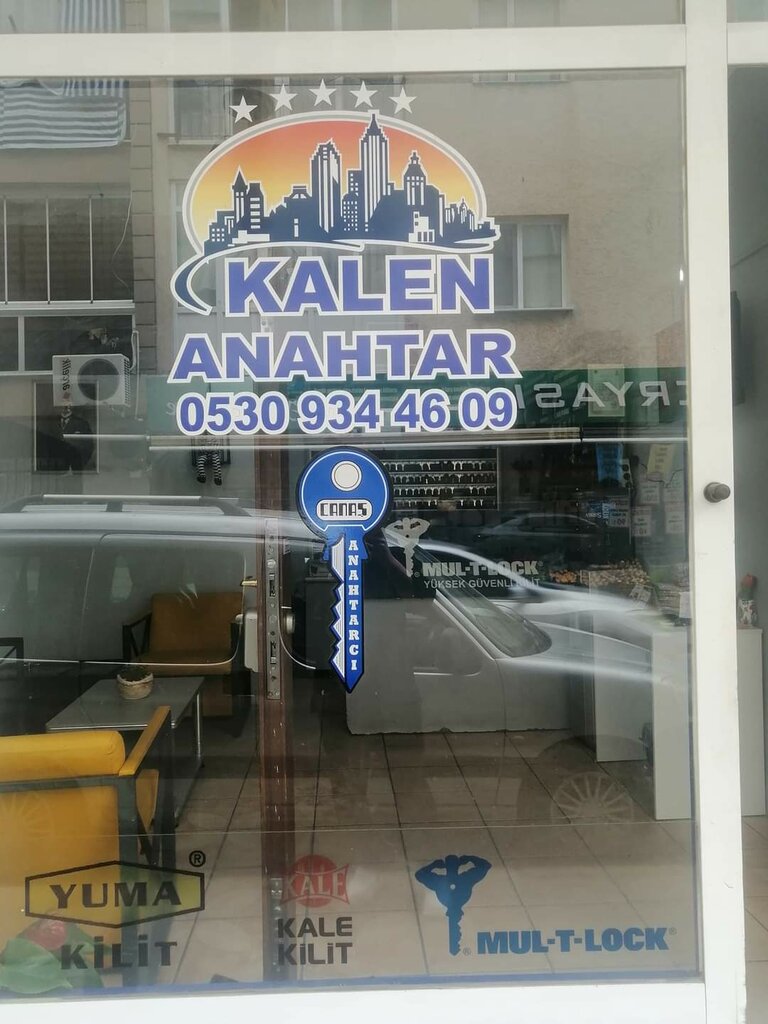 KALEN
ANAHTAR
0530 934 46 09
CANAS
ANAHTARCI
MUL-T-LOCK
YÜKSEK GÜVENLİK
YUMA®
KİLİT
KALE
KALE
KİLİT
MUL-T-LOCK®